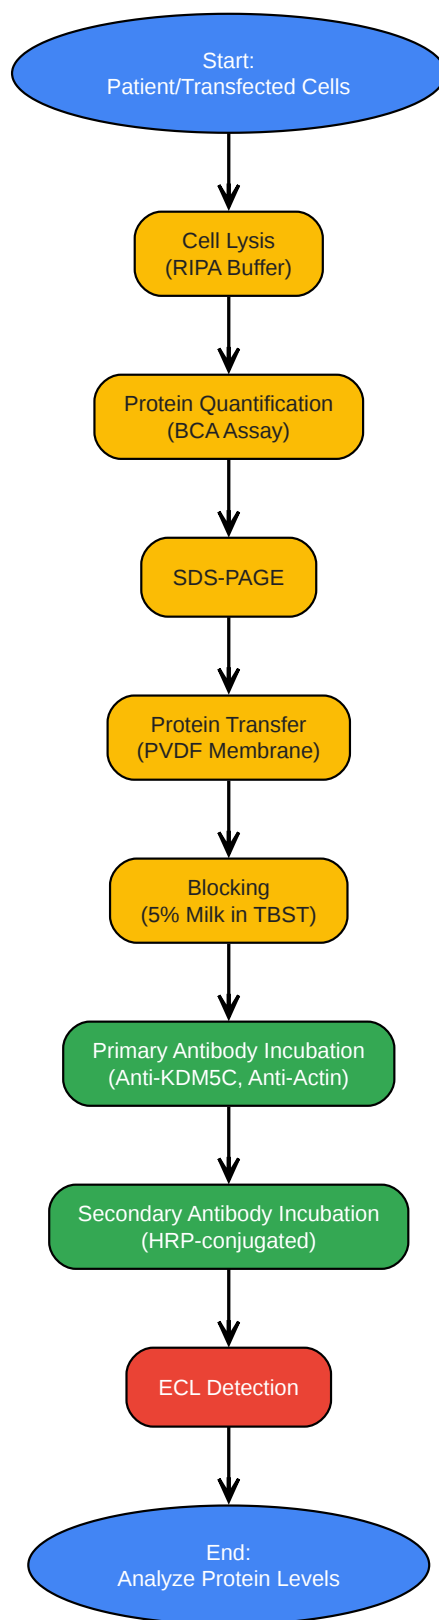 Start:
Patient/Transfected Cells
Cell Lysis
(RIPA Buffer)
Protein Quantification
(BCA Assay)
SDS-PAGE
Protein Transfer
(PVDF Membrane)
Blocking
(5% Milk in TBST)
Primary Antibody Incubation
(Anti-KDM5C, Anti-Actin)
Secondary Antibody Incubation
(HRP-conjugated)
ECL Detection
End:
Analyze Protein Levels